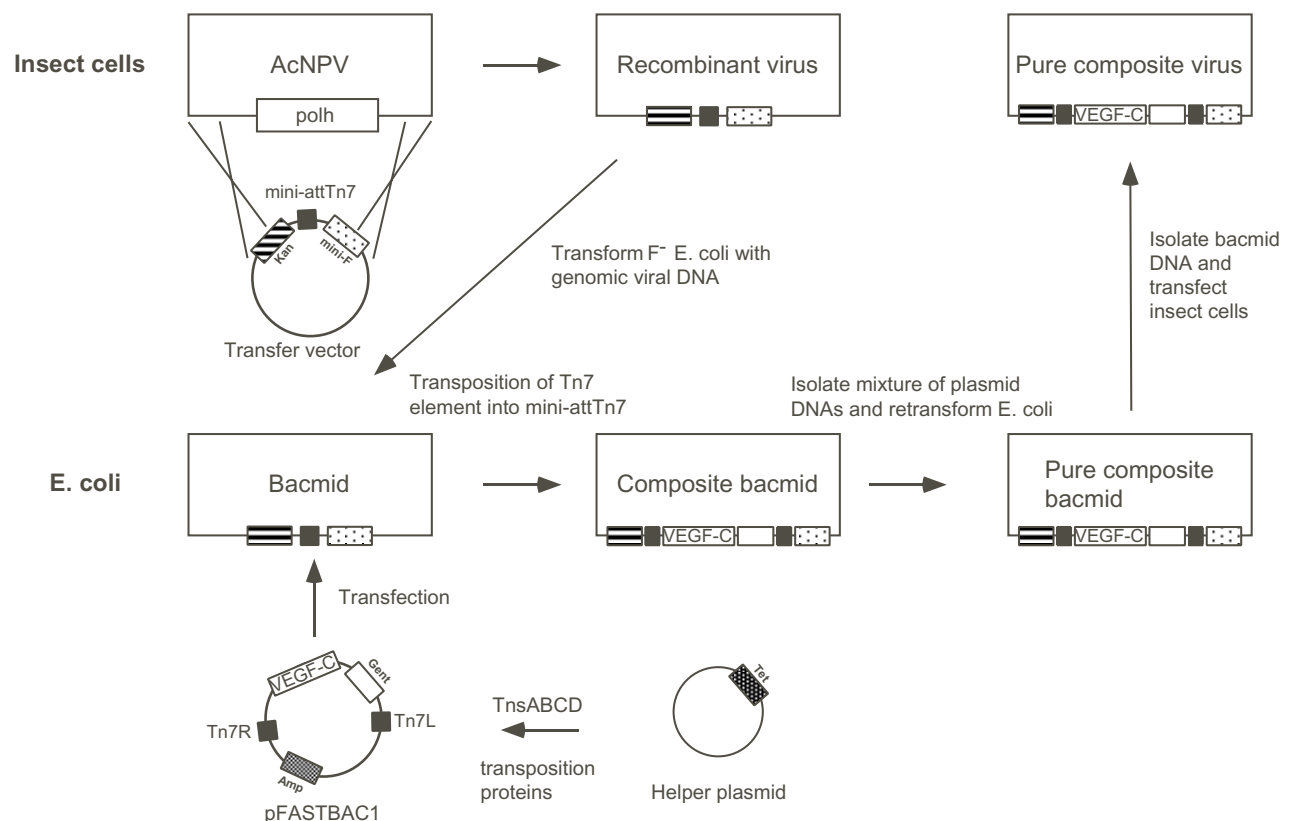 Insect cells
AcNPV
polh
Recombinant virus
Pure composite virus
VEGF-C
mini-attTn7
Kan
mini-F
Transfer vector
Transform F- E. coli with
genomic viral DNA
Isolate bacmid
DNA and
transfect
insect cells
Transposition of Tn7
element into mini-attTn7
Isolate mixture of plasmid
DNAs and retransform E. coli
E. coli
Bacmid
Composite bacmid
VEGF-C
Pure composite
bacmid
VEGF-C
Transfection
VEGF-C
Gent
Tn7R
Tn7L
Amp
pFASTBAC1
TnsABCD
transposition
proteins
Tet
Helper plasmid